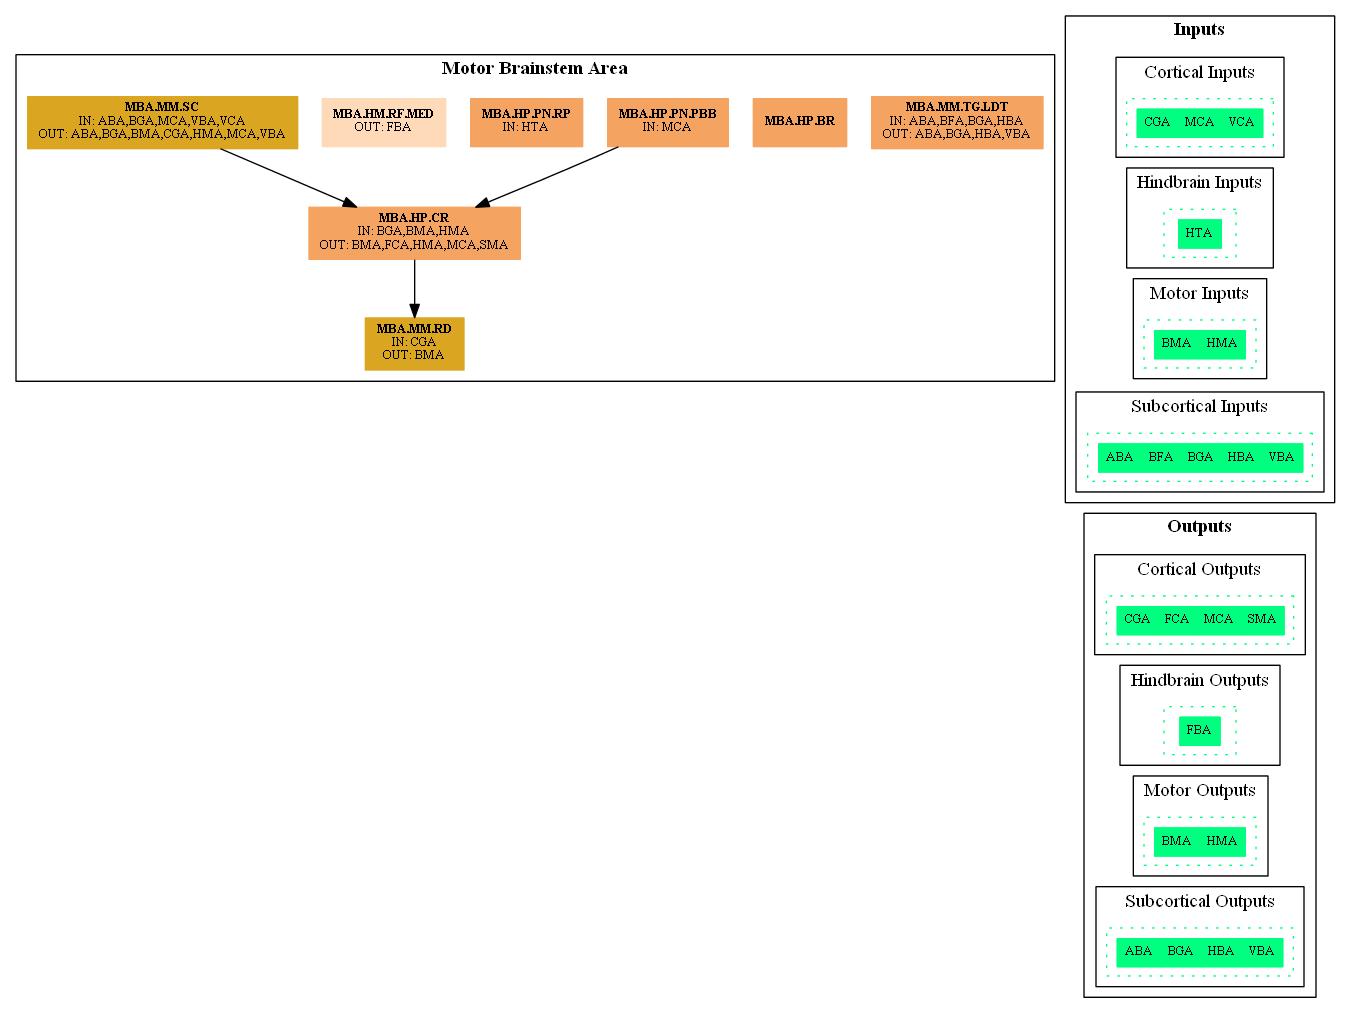 Motor Brainstem Area
MBA.MM.SC
IN: ABA,BGA,MCA,VBA,VCA
OUT: ABA,BGA,BMA,CGA,HMA,MCA,VBA
MBA.HM.RF.MED
OUT: FBA
MBA.HP.PN.RP
IN: HTA
MBA.HP.PN.PBB
IN: MCA
MBA.HP.BR
MBA.MM.TG.LDT
IN: ABA,BFA,BGA,HBA
OUT: ABA,BGA,HBA,VBA
MBA.HP.CR
IN: BGA,BMA,HMA
OUT: BMA,FCA,HMA,MCA,SMA
MBA.MM.RD
IN: CGA
OUT: BMA
Inputs
Cortical Inputs
CGA MCA VCA
Hindbrain Inputs
HTA
Motor Inputs
BMA HMA
Subcortical Inputs
ABA BFA BGA HBA VBA
Outputs
Cortical Outputs
CGA FCA MCA SMA
Hindbrain Outputs
FBA
Motor Outputs
BMA HMA
Subcortical Outputs
ABA BGA HBA VBA